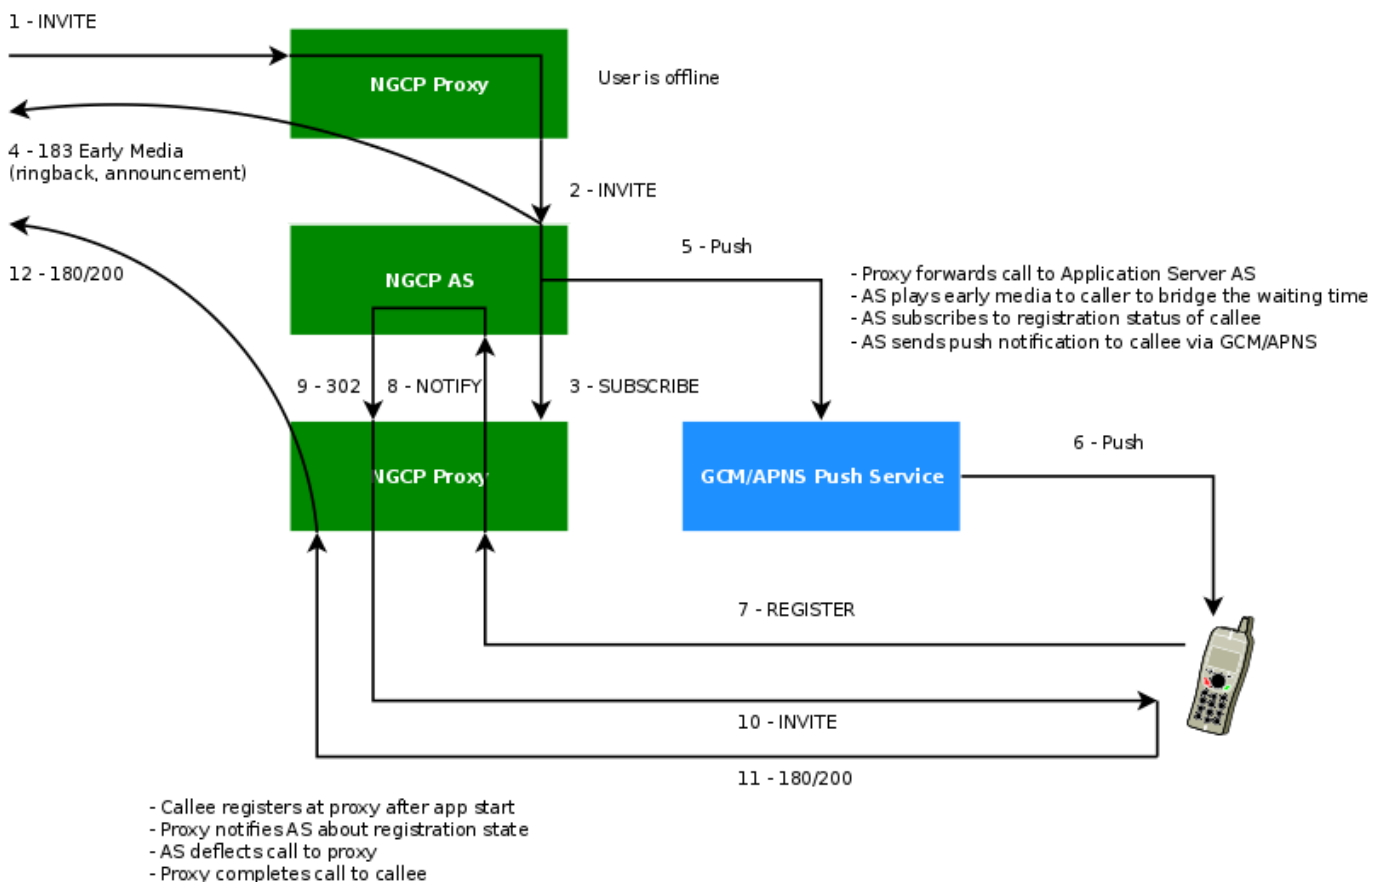 1 - INVITE
NGCP Proxy
User is offline
4 - 183 Early Media
(ringback, announcement)
2 - INVITE
5 - Push
12 - 180/200
NGCP AS
- Proxy forwards call to Application Server AS
- AS plays early media to caller to bridge the waiting time
- AS subscribes to registration status of callee
- AS sends push notification to callee via GCM/APNS
9 - 302
8 - NOTIFY
3 - SUBSCRIBE
6 - Push
NGCP Proxy
GCM/APNS Push Service
7 - REGISTER
10 - INVITE
11 - 180/200
- Callee registers at proxy after app start
- Proxy notifies AS about registration state
- AS deflects call to proxy
- Proxy completes call to callee